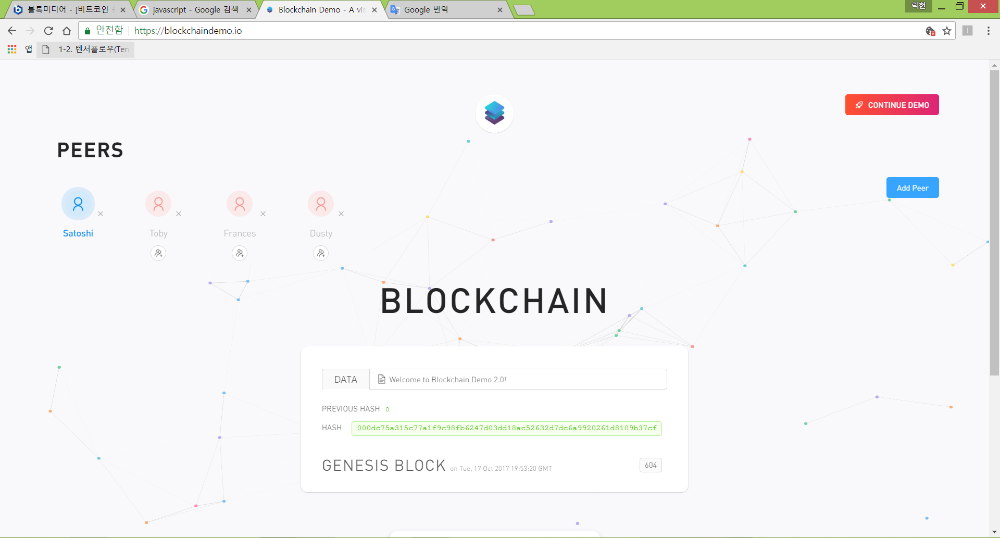 블록미디어 - [비트코인
javascript - Google 검색
Blockchain Demo - A vis
Google 번역
락현
안전함
https://blockchaindemo.io
앱
1-2. 텐서플로우(Ten
CONTINUE DEMO
PEERS
Add Peer
Satoshi
Toby
Frances
Dusty
BLOCKCHAIN
DATA
Welcome to Blockchain Demo 2.0!
PREVIOUS HASH 0
HASH 000dc75a315c77a1f9c98fb6247d03dd18ac52632d7dc6a9920261d8109b37cf
GENESIS BLOCK on Tue, 17 Oct 2017 19:53:20 GMT
604